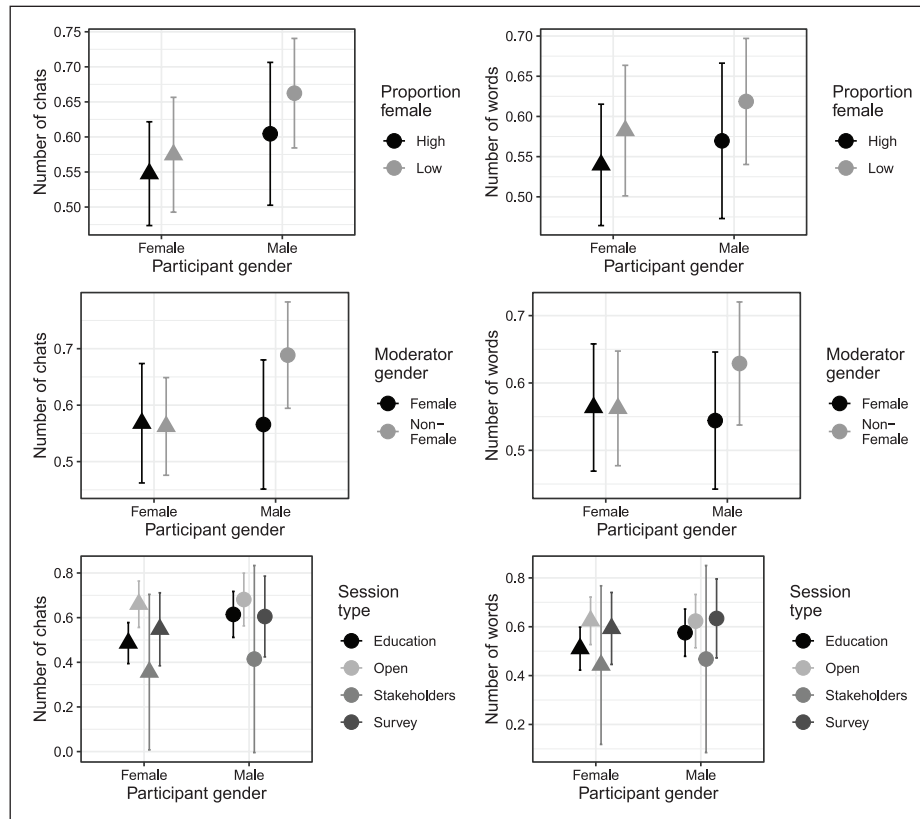 0.75
0.70
0.65
0.60
0.55
0.50
Number of chats
Female
Male
Participant gender
Proportion
female
High
Low
0.70
0.65
0.60
0.55
0.50
Number of words
Female
Male
Participant gender
Proportion
female
High
Low
0.7
0.6
0.5
Number of chats
Female
Male
Participant gender
Moderator
gender
Female
Non−
Female
0.7
0.6
0.5
Number of words
Female
Male
Participant gender
Moderator
gender
Female
Non−
Female
0.8
0.6
0.4
0.2
0.0
Number of chats
Female
Male
Participant gender
Session
type
Education
Open
Stakeholders
Survey
0.8
0.6
0.4
0.2
Number of words
Female
Male
Participant gender
Session
type
Education
Open
Stakeholders
Survey